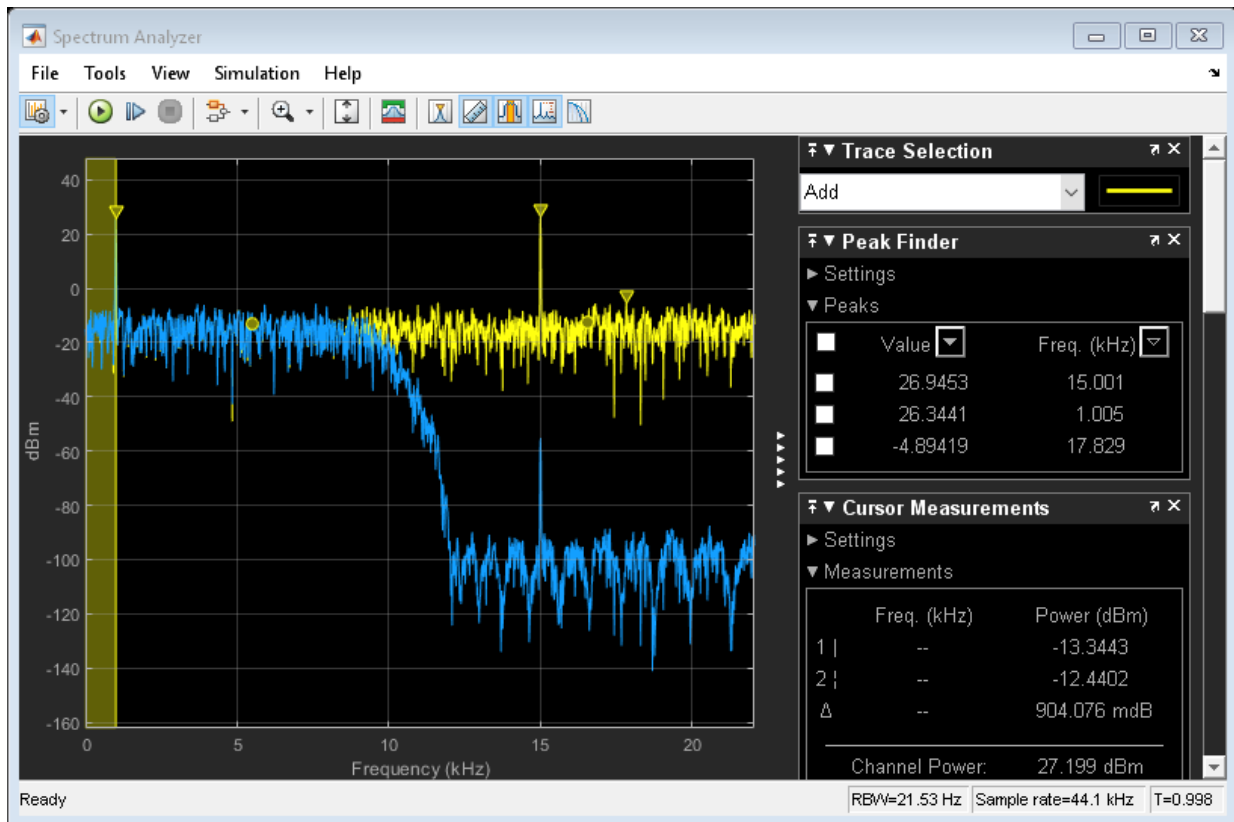 Spectrum Analyzer
File Tools View Simulation Help
40
20
0
-20
-40
-60
-80
-100
-120
-140
-160
dBm
0 5 10 15 20
Frequency (kHz)
Trace Selection
Add
Peak Finder
Settings
Peaks
Value Freq. (kHz)
26.9453 15.001
26.3441 1.005
-4.89419 17.829
Cursor Measurements
Settings
Measurements
Freq. (kHz) Power (dBm)
1 | -- -13.3443
2 ¦ -- -12.4402
Δ -- 904.076 mdB
Channel Power: 27.199 dBm
Ready RBW=21.53 Hz Sample rate=44.1 kHz T=0.998